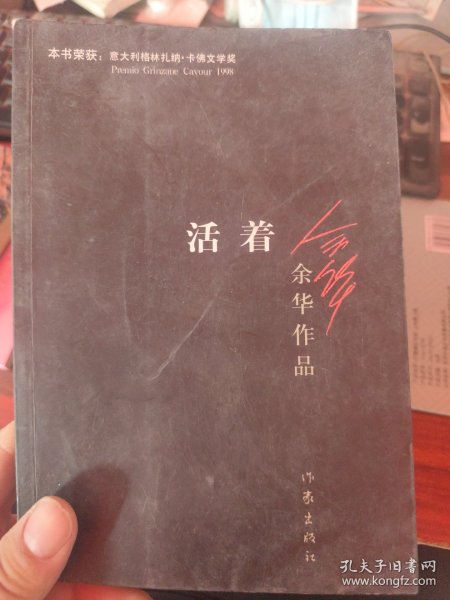 本书荣获：意大利格林扎纳·卡佛文学奖
Premio Grinzane Cavour 1998
活着
余华
余华作品
作家出版社
孔夫子旧书网
www.kongfz.com